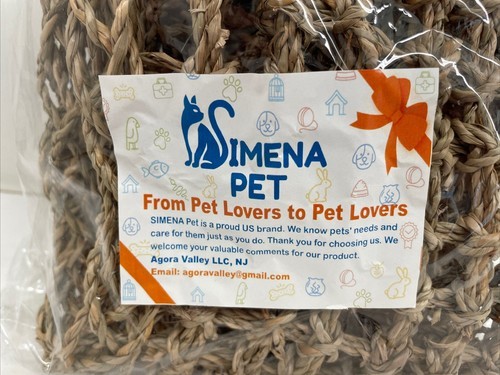 SIMENA
PET
From Pet Lovers to Pet Lovers
SIMENA Pet is a proud US brand. We know pets' needs and
care for them just as you do. Thank you for choosing us. We
welcome your valuable comments for our product.
Agora Valley LLC, NJ
Email: agoravalley@gmail.com